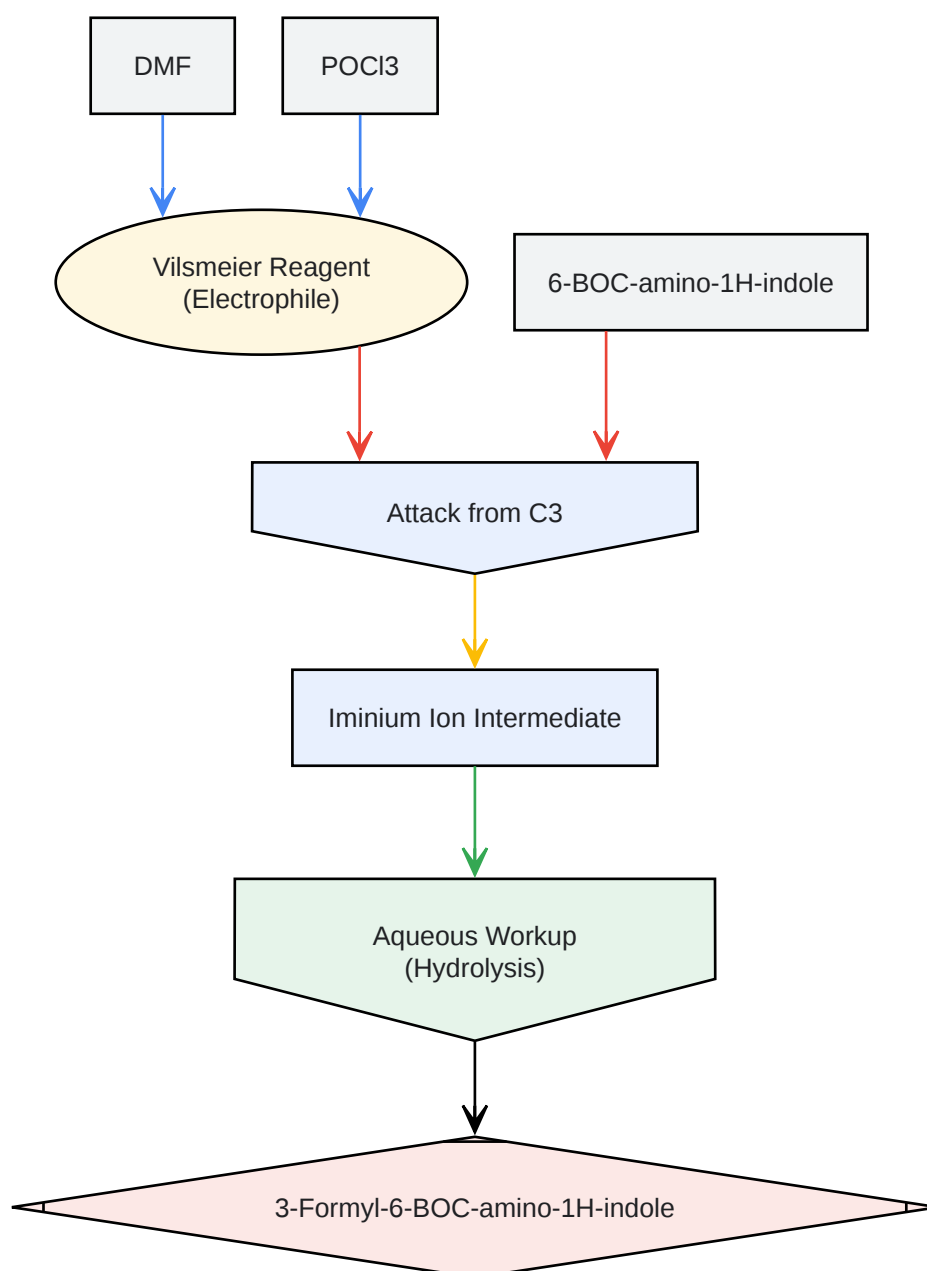 DMF
POCl3
Vilsmeier Reagent
(Electrophile)
6-BOC-amino-1H-indole
Attack from C3
Iminium Ion Intermediate
Aqueous Workup
(Hydrolysis)
3-Formyl-6-BOC-amino-1H-indole